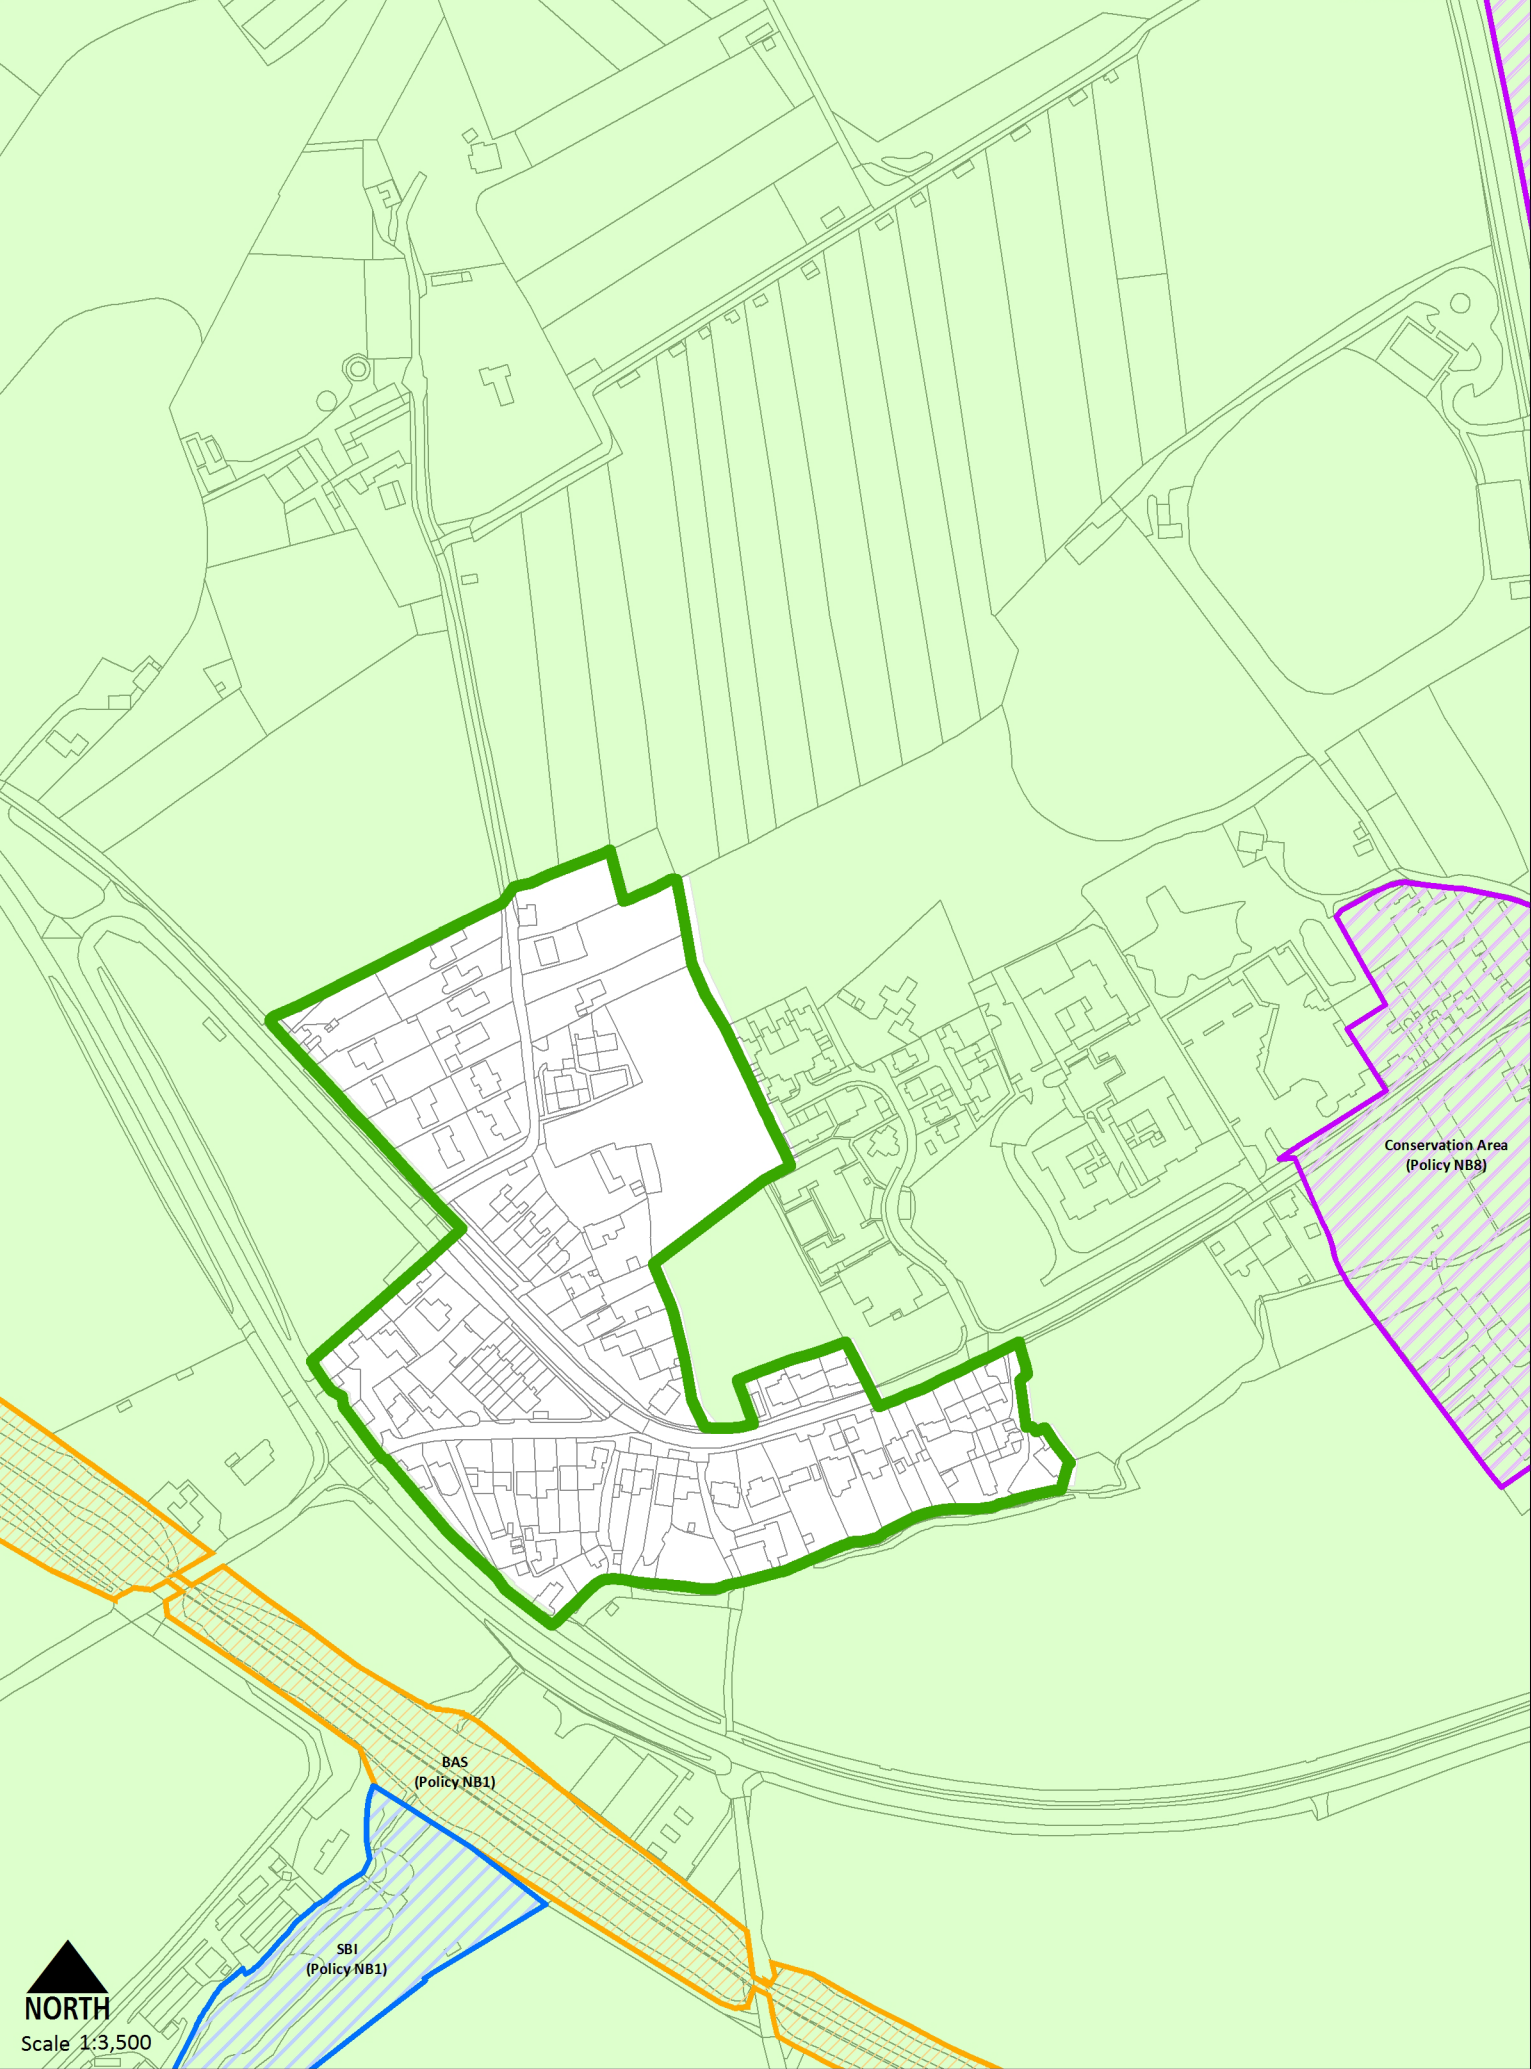 Conservation Area
(Policy NB8)
BAS
(Policy NB1)
SBI
(Policy NB1)
NORTH
Scale 1:3,500